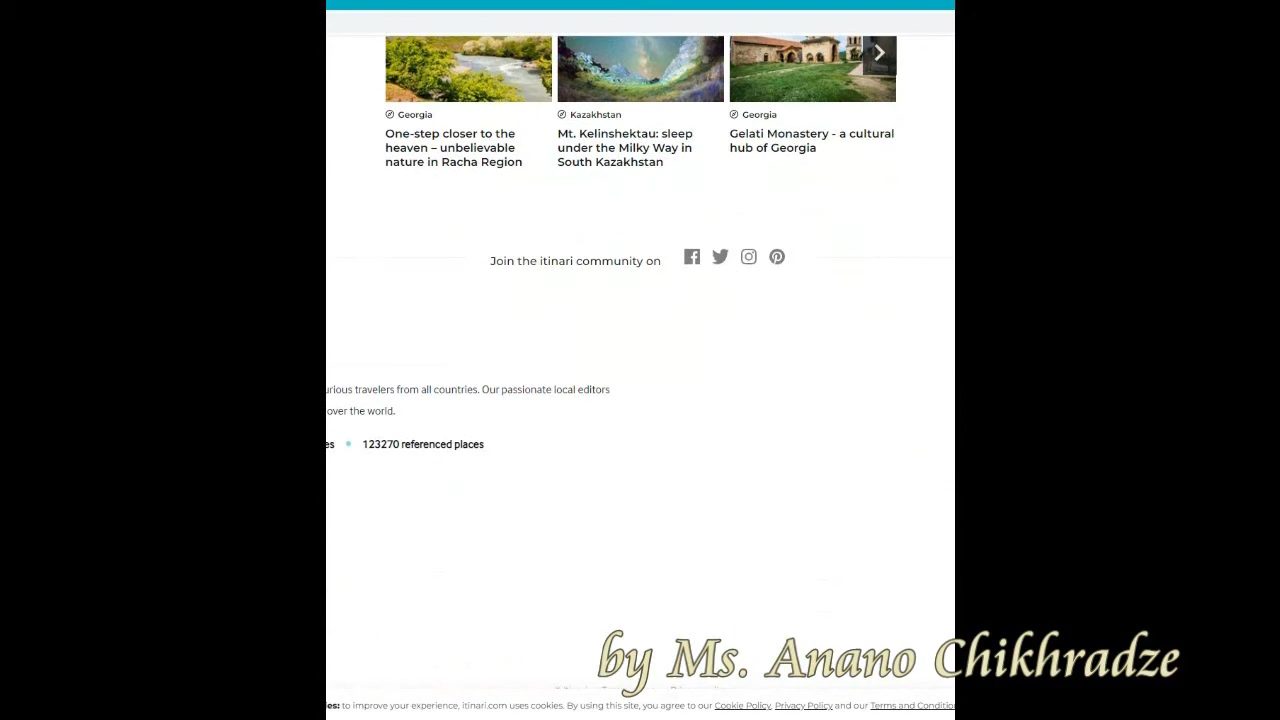 Georgia
One-step closer to the
heaven – unbelievable
nature in Racha Region
Kazakhstan
Mt. Kelinshektau: sleep
under the Milky Way in
South Kazakhstan
Georgia
Gelati Monastery - a cultural
hub of Georgia
Join the itinari community on
urious travelers from all countries. Our passionate local editors
over the world.
es • 123270 referenced places
by Ms. Anano Chikhradze
ies: to improve your experience, itinari.com uses cookies. By using this site, you agree to our Cookie Policy, Privacy Policy and our Terms and Conditio